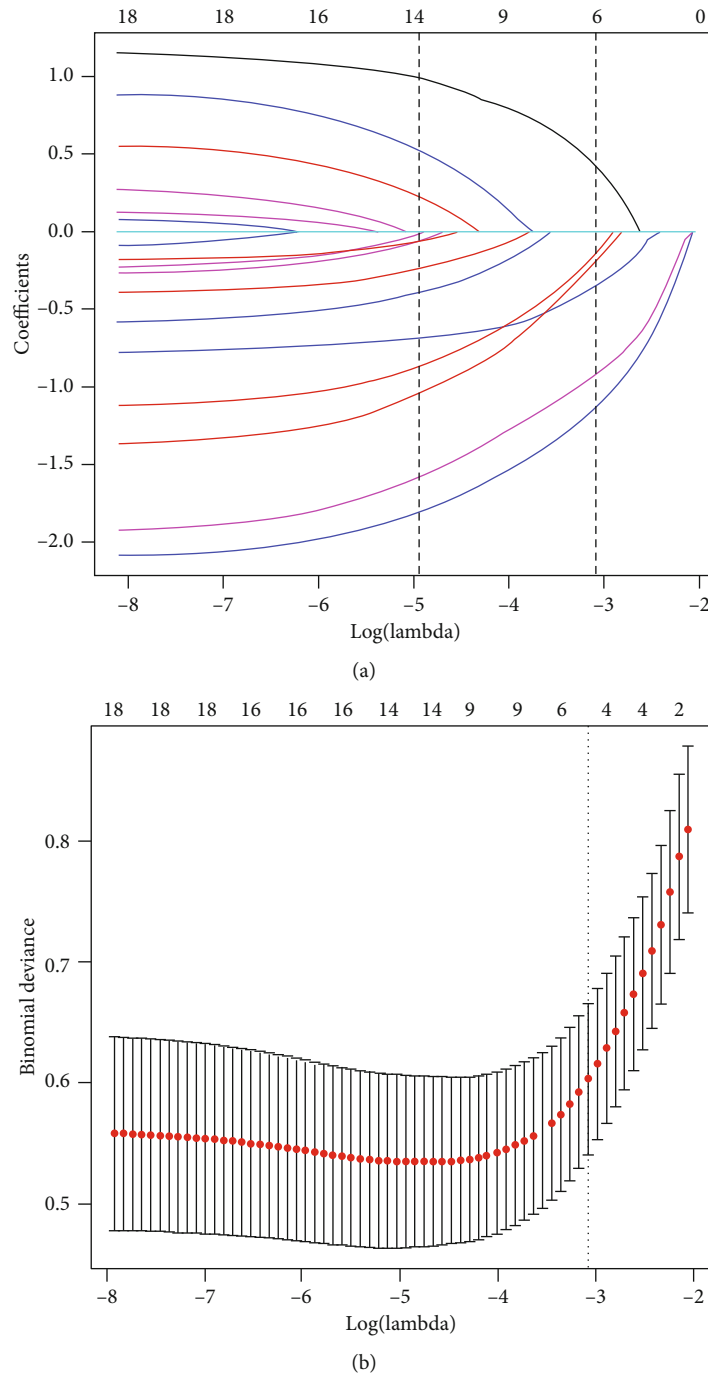 18 18 16 14 9 6 0
1.0
0.5
0.0
−0.5
−1.0
−1.5
−2.0
Coefficients
−8 −7 −6 −5 −4 −3 −2
Log(lambda)
(a)
18 18 18 16 16 16 14 14 9 9 6 4 4 2
0.8
0.7
0.6
0.5
Binomial deviance
−8 −7 −6 −5 −4 −3 −2
Log(lambda)
(b)